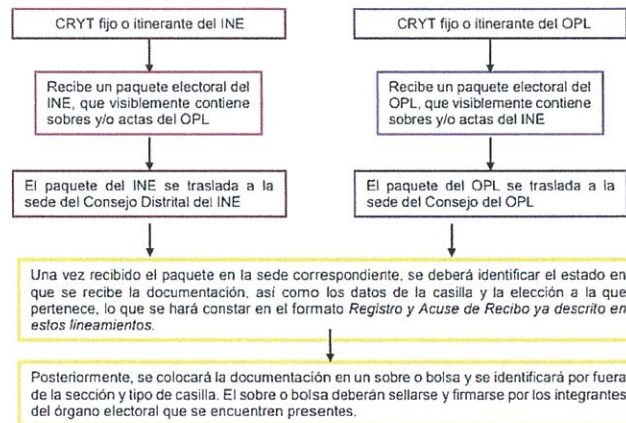 CRYT fijo o itinerante del INE
CRYT fijo o itinerante del OPL
Recibe un paquete electoral del
INE, que visiblemente contiene
sobres y/o actas del OPL
Recibe un paquete electoral del
OPL, que visiblemente contiene
sobres y/o actas del INE
El paquete del INE se traslada a la
sede del Consejo Distrital del INE
El paquete del OPL se traslada a la
sede del Consejo del OPL
Una vez recibido el paquete en la sede correspondiente, se deberá identificar el estado en
que se recibe la documentación, así como los datos de la casilla y la elección a la que
pertenece, lo que se hará constar en el formato Registro y Acuse de Recibo ya descrito en
estos lineamientos.
Posteriormente, se colocará la documentación en un sobre o bolsa y se identificará por fuera
de la sección y tipo de casilla. El sobre o bolsa deberán sellarse y firmarse por los integrantes
del órgano electoral que se encuentren presentes.